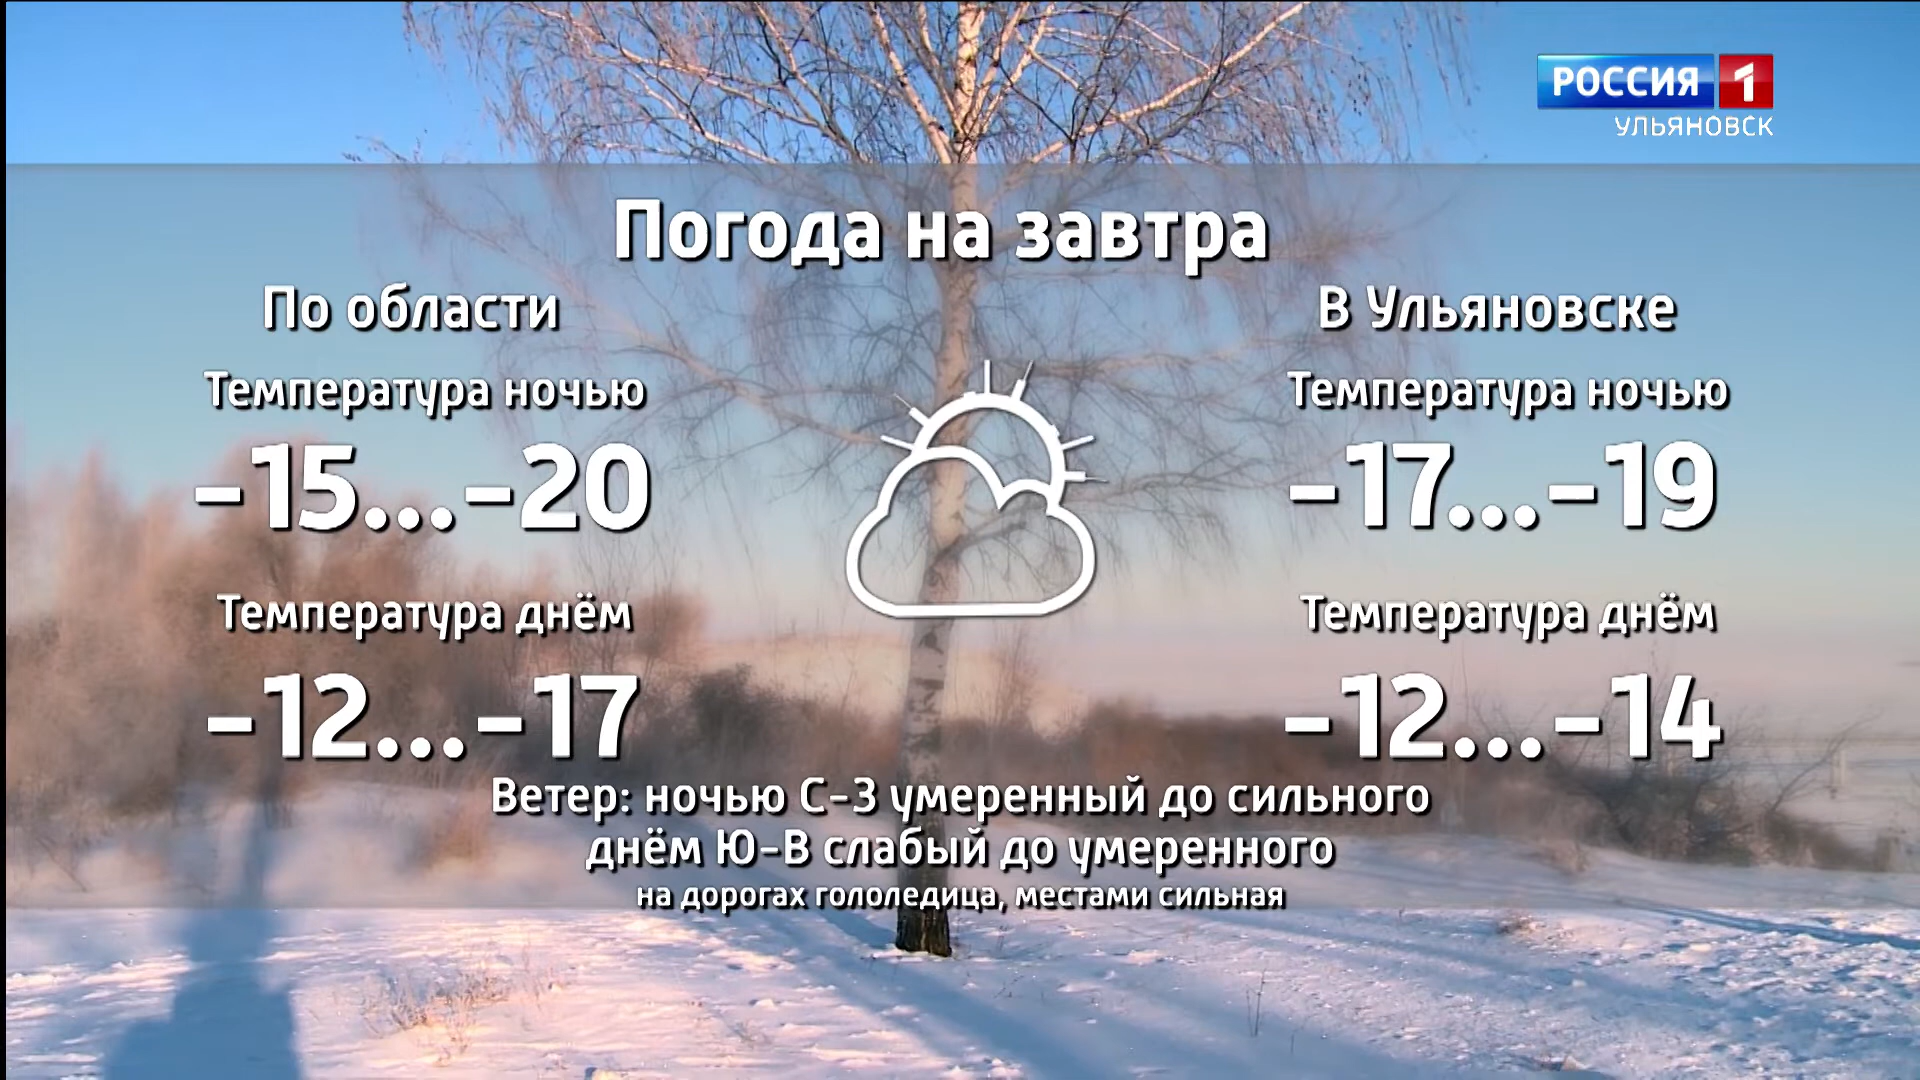 РОССИЯ 1
УЛЬЯНОВСК
Погода на завтра
По области
Температура ночью
-15...-20
Температура днём
-12...-17
В Ульяновске
Температура ночью
-17...-19
Температура днём
-12...-14
Ветер: ночью С-З умеренный до сильного
днём Ю-В слабый до умеренного
на дорогах гололедица, местами сильная